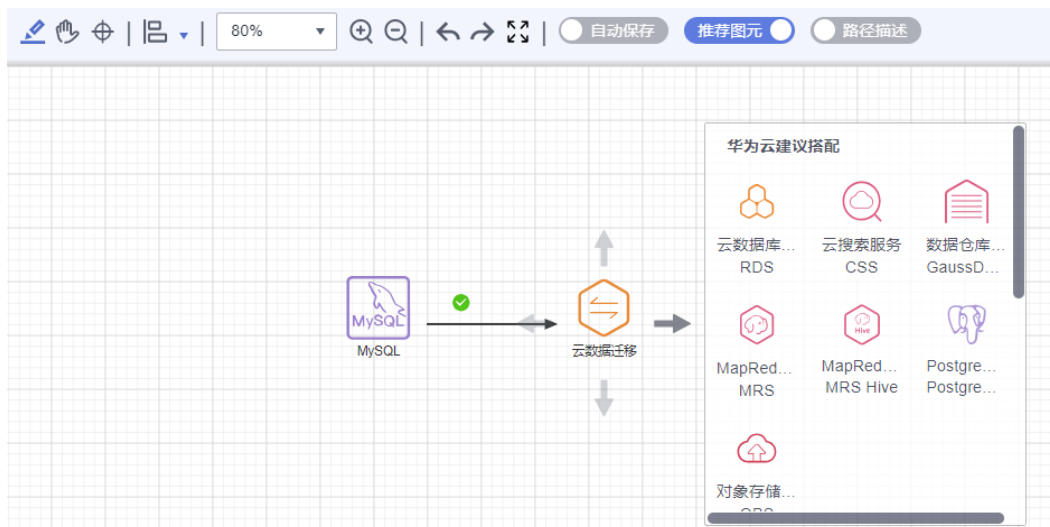 80%
自动保存
推荐图元
路径描述
华为云建议搭配
云数据库...
RDS
云搜索服务
CSS
数据仓库...
GaussD...
MySQL
MySQL
云数据迁移
MapRed...
MRS
Hive
MapRed...
MRS Hive
Postgre...
Postgre...
对象存储...